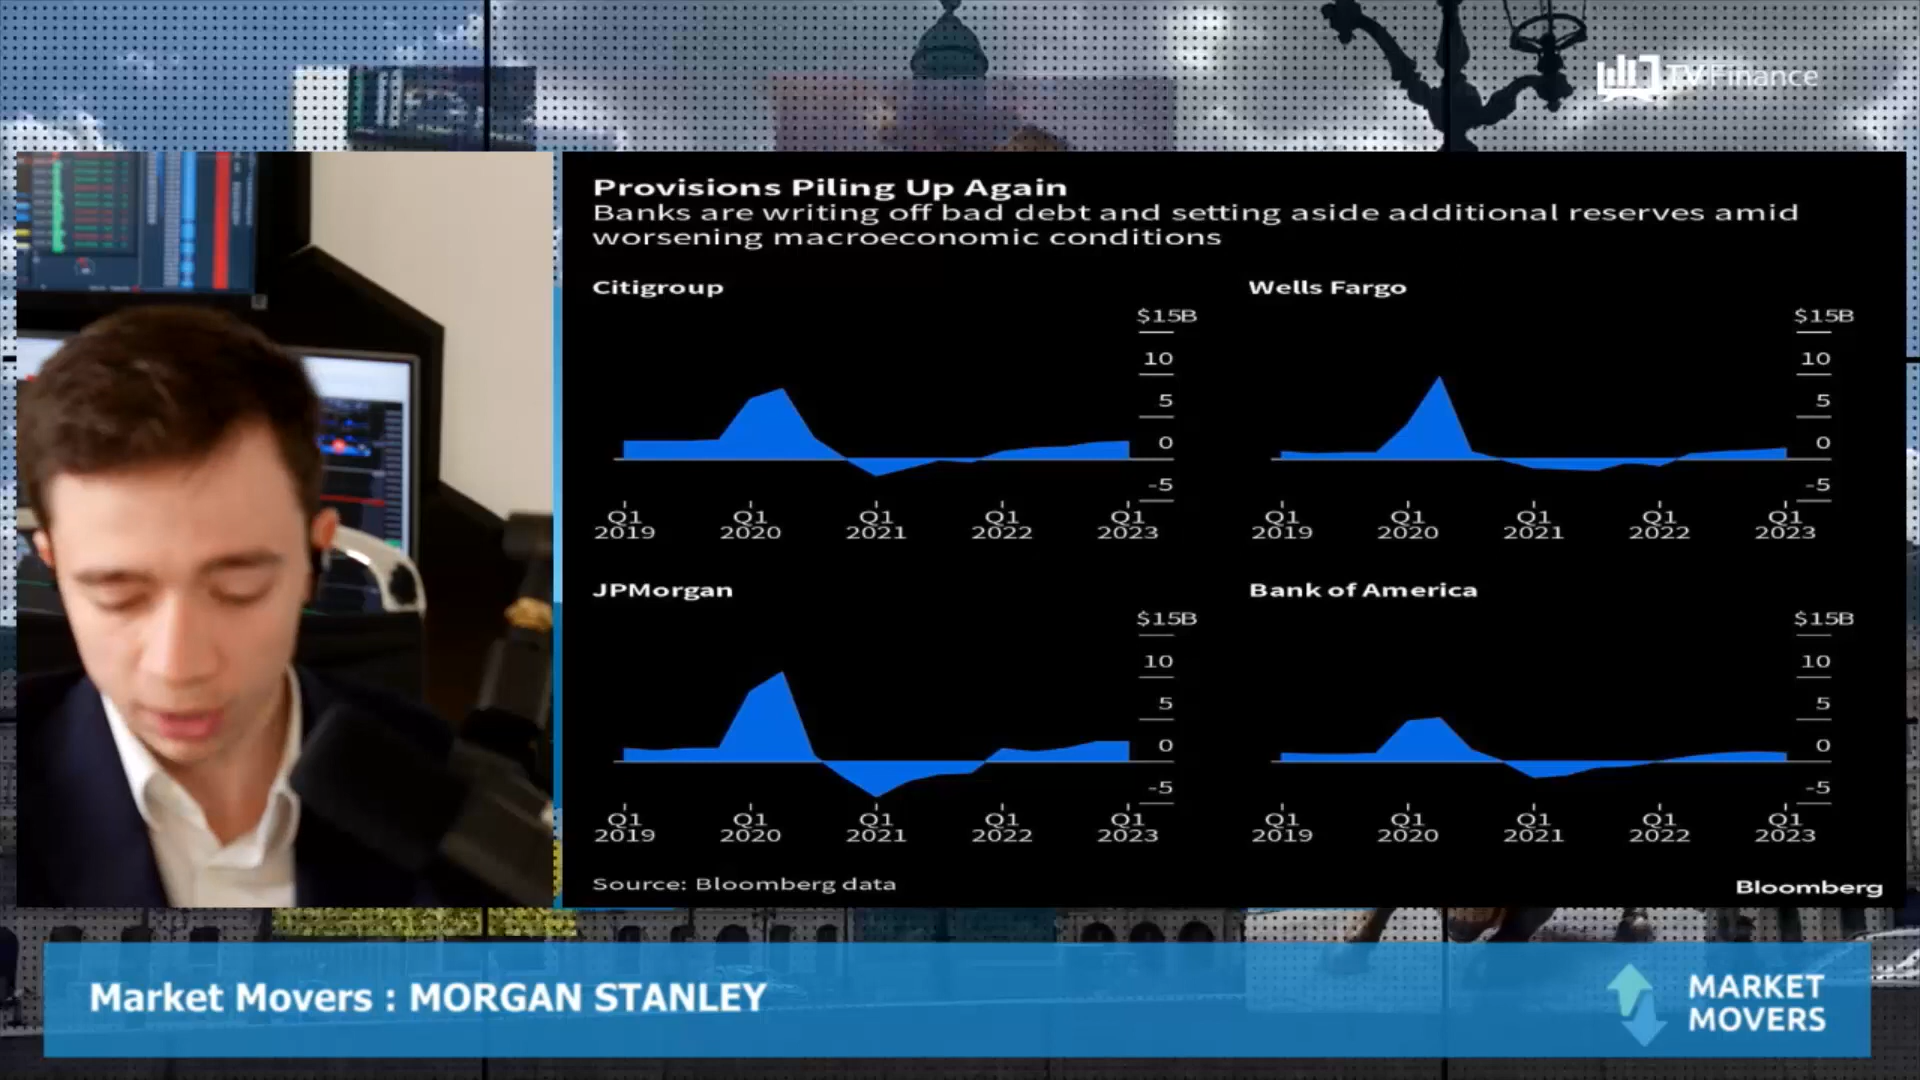 TV Finance
Provisions Piling Up Again
Banks are writing off bad debt and setting aside additional reserves amid
worsening macroeconomic conditions
Citigroup
$15B
10
5
0
-5
Q1 Q1 Q1 Q1 Q1
2019 2020 2021 2022 2023
Wells Fargo
$15B
10
5
0
-5
Q1 Q1 Q1 Q1 Q1
2019 2020 2021 2022 2023
JPMorgan
$15B
10
5
0
-5
Q1 Q1 Q1 Q1 Q1
2019 2020 2021 2022 2023
Bank of America
$15B
10
5
0
-5
Q1 Q1 Q1 Q1 Q1
2019 2020 2021 2022 2023
Source: Bloomberg data
Bloomberg
Market Movers : MORGAN STANLEY
MARKET
MOVERS